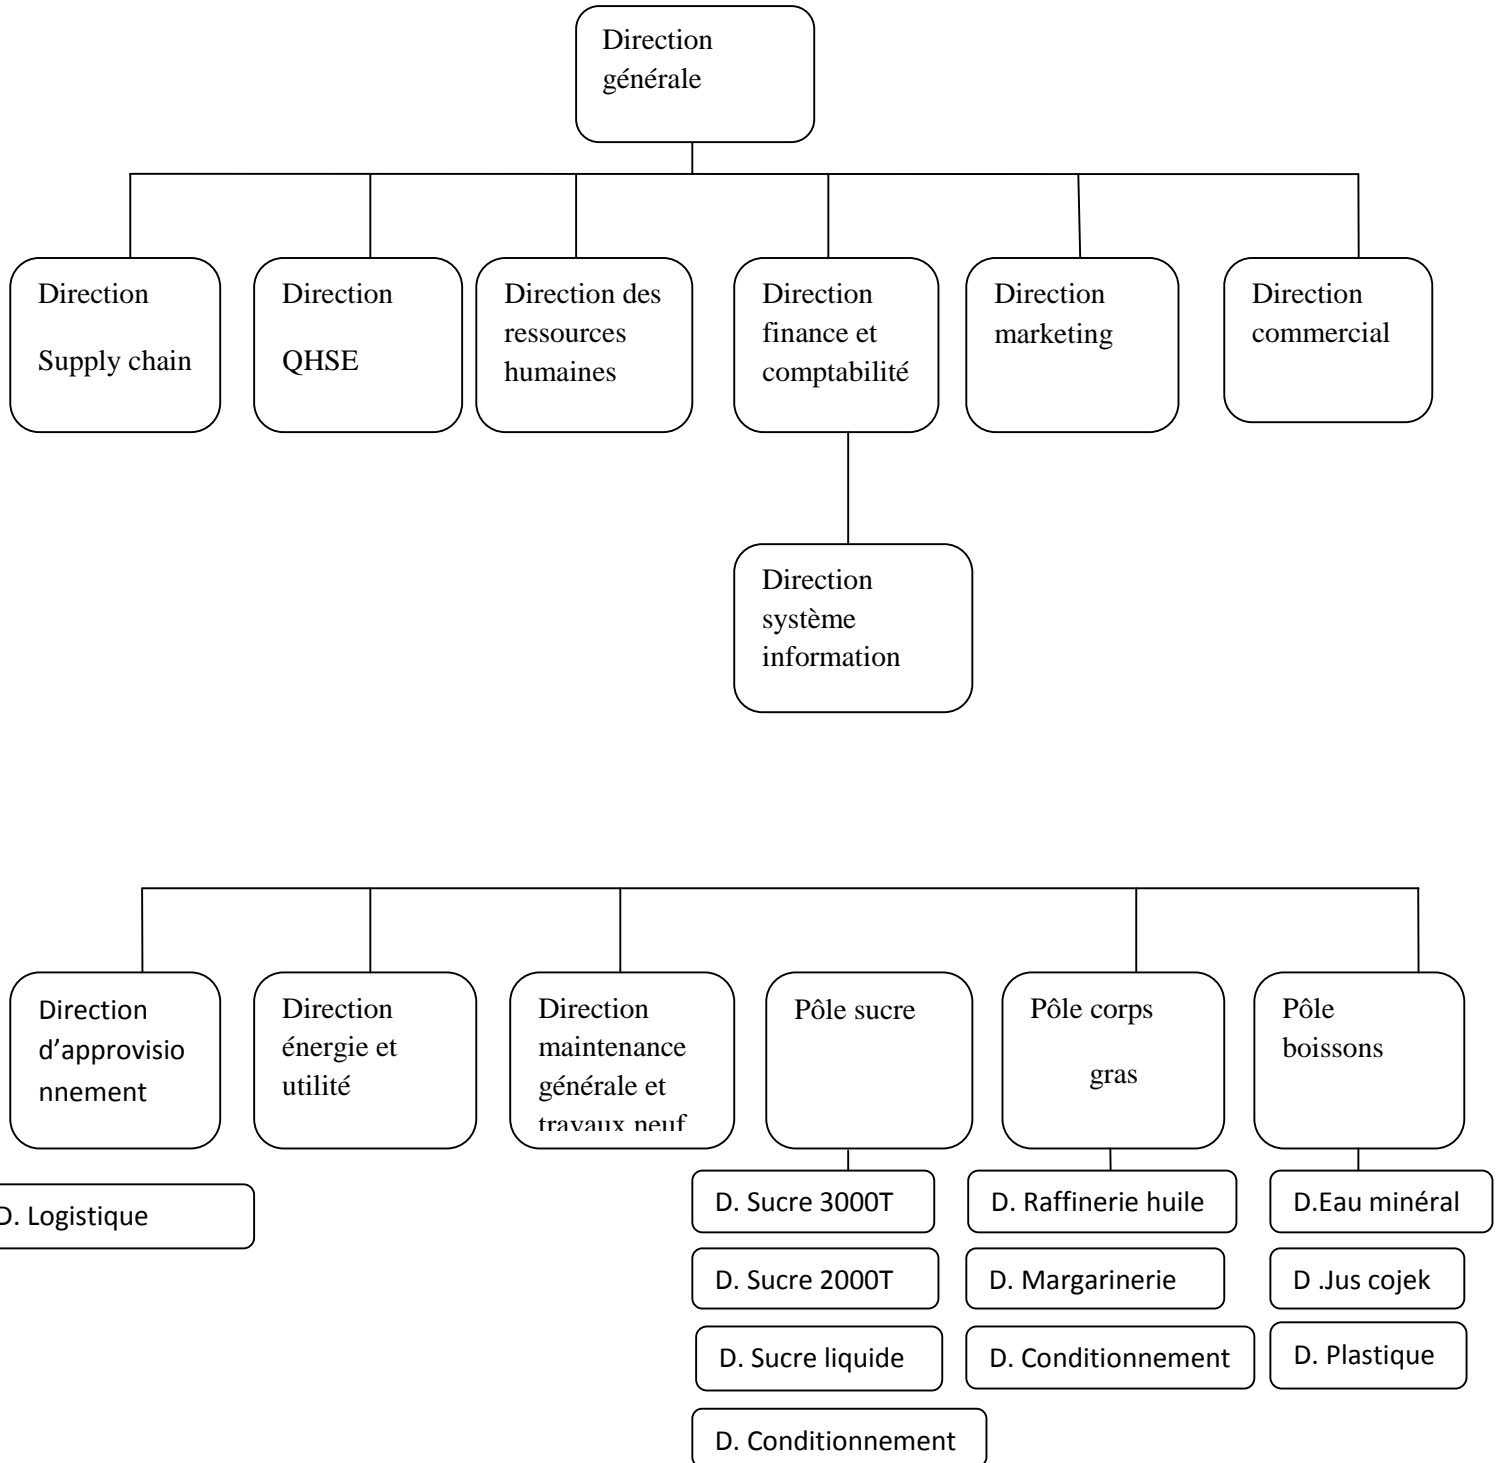 Direction
générale
Direction
Supply chain
Direction
QHSE
Direction des
ressources
humaines
Direction
finance et
comptabilité
Direction
marketing
Direction
commercial
Direction
système
information
Direction
d’approvisio
nnement
Direction
énergie et
utilité
Direction
maintenance
générale et
travaux neuf
Pôle sucre
Pôle corps
gras
Pôle
boissons
D. Logistique
D. Sucre 3000T
D. Raffinerie huile
D.Eau minéral
D. Sucre 2000T
D. Margarinerie
D .Jus cojek
D. Sucre liquide
D. Conditionnement
D. Plastique
D. Conditionnement